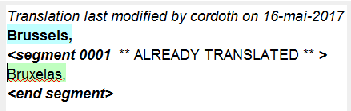 Translation last modified by cordoth on 16-mai-2017
Brussels,
<segment 0001 ** ALREADY TRANSLATED ** >
Bruxelas
<end segment>